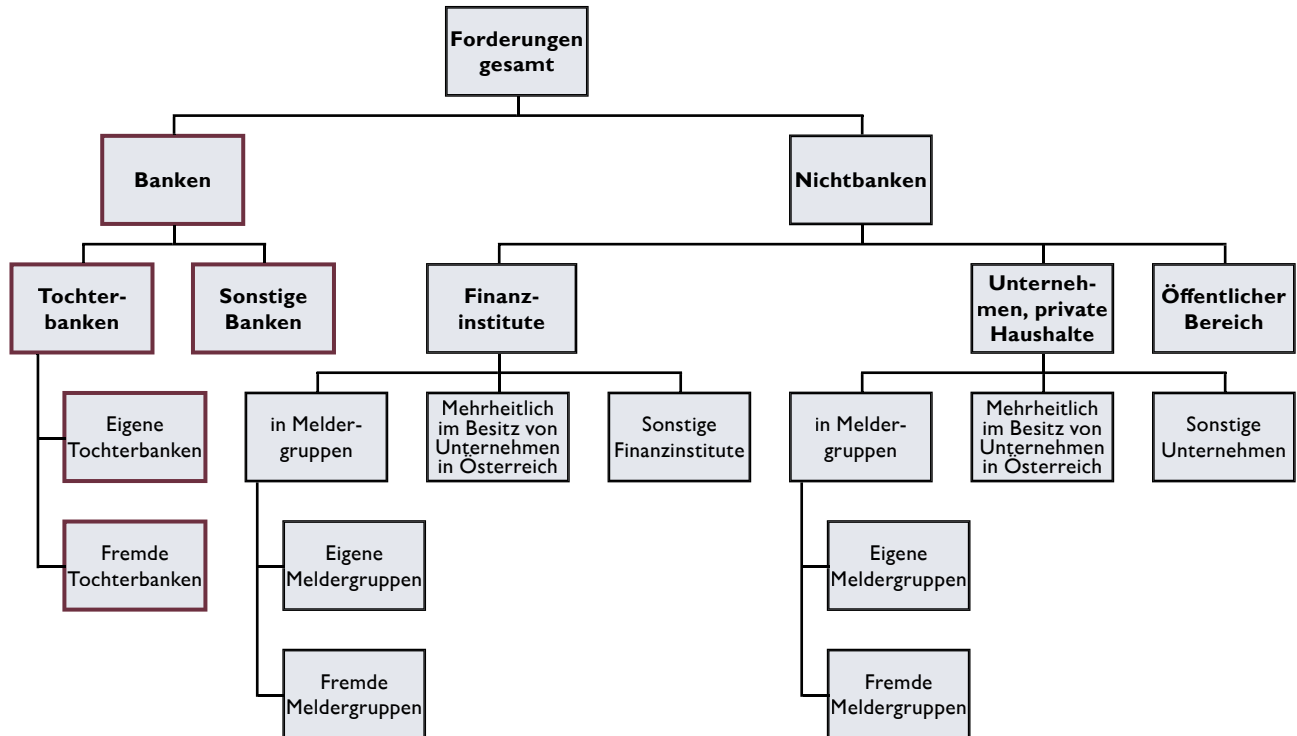 Forderungen
gesamt
Banken
Nichtbanken
Tochter-
banken
Sonstige
Banken
Finanz-
institute
Unterneh-
men, private
Haushalte
Öffentlicher
Bereich
Eigene
Tochterbanken
in Melder-
gruppen
Mehrheitlich
im Besitz von
Unternehmen
in Österreich
Sonstige
Finanzinstitute
in Melder-
gruppen
Mehrheitlich
im Besitz von
Unternehmen
in Österreich
Sonstige
Unternehmen
Fremde
Tochterbanken
Eigene
Meldergruppen
Eigene
Meldergruppen
Fremde
Meldergruppen
Fremde
Meldergruppen